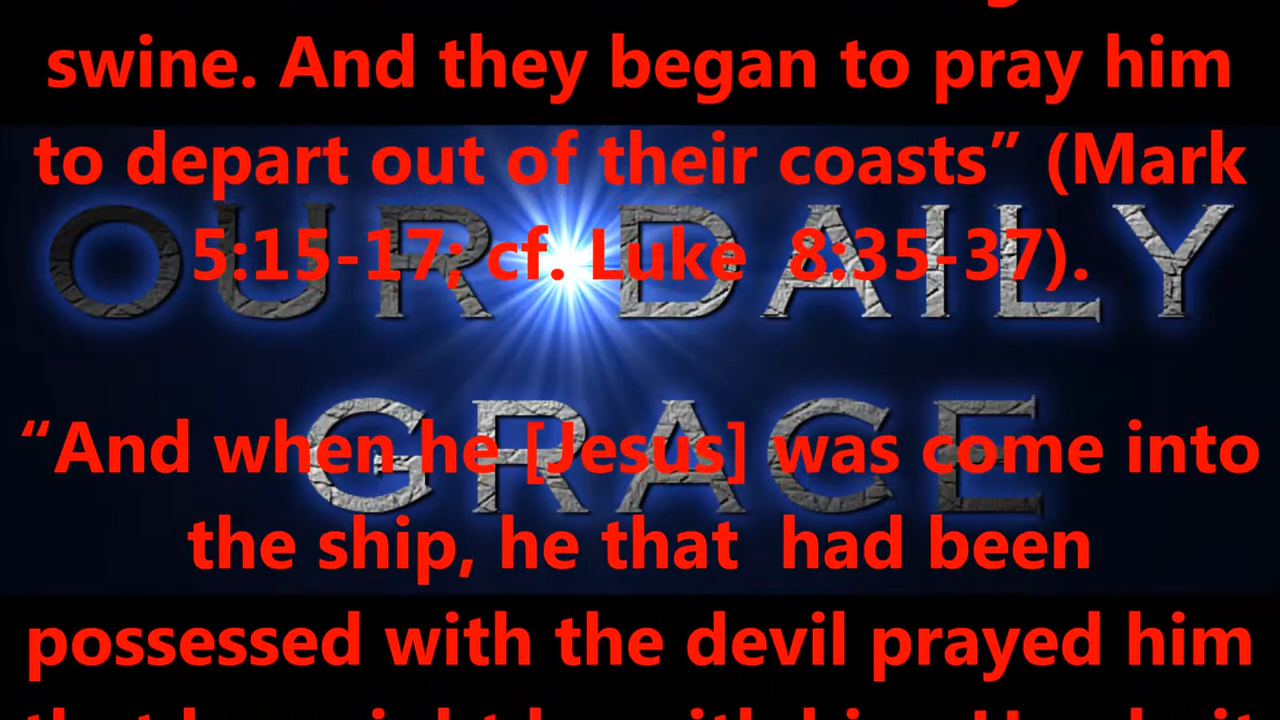 swine. And they began to pray him
to depart out of their coasts” (Mark
5:15-17; cf. Luke 8:35-37).
OUR DAILY
GRACE
“And when he [Jesus] was come into
the ship, he that had been
possessed with the devil prayed him